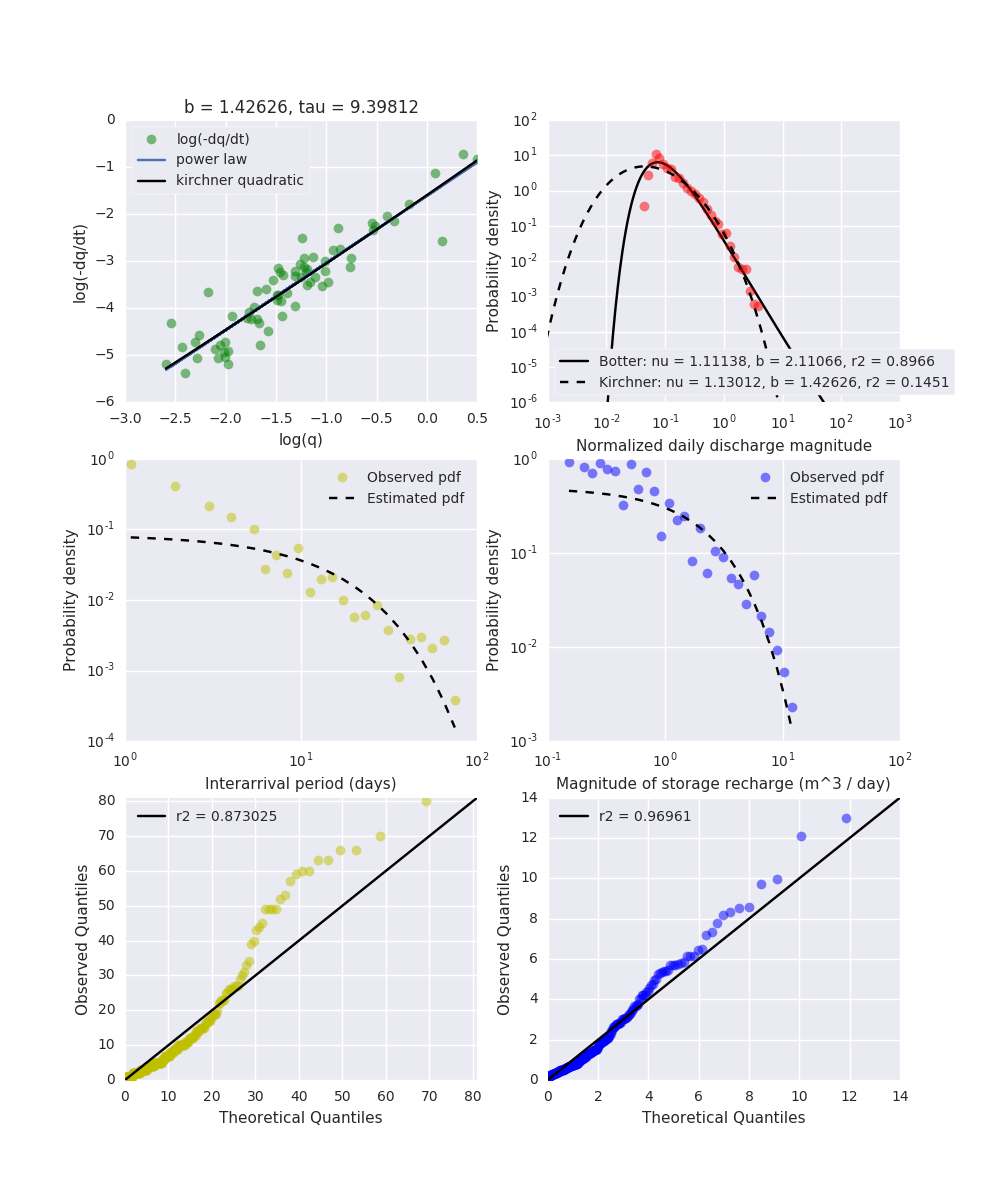 b = 1.42626, tau = 9.39812
0
−1
−2
−3
−4
−5
−6
log(-dq/dt)
log(-dq/dt)
power law
kirchner quadratic
−3.0 −2.5 −2.0 −1.5 −1.0 −0.5 0.0 0.5
log(q)
10^2
10^1
10^0
10^-1
10^-2
10^-3
10^-4
10^-5
10^-6
Probability density
Botter: nu = 1.11138, b = 2.11066, r2 = 0.8966
Kirchner: nu = 1.13012, b = 1.42626, r2 = 0.1451
10^-3 10^-2 10^-1 10^0 10^1 10^2 10^3
Normalized daily discharge magnitude
10^0
10^-1
10^-2
10^-3
10^-4
Probability density
Observed pdf
Estimated pdf
10^0 10^1 10^2
Interarrival period (days)
10^0
10^-1
10^-2
10^-3
Probability density
Observed pdf
Estimated pdf
10^-1 10^0 10^1 10^2
Magnitude of storage recharge (m^3 / day)
80
70
60
50
40
30
20
10
0
Observed Quantiles
r2 = 0.873025
0 10 20 30 40 50 60 70 80
Theoretical Quantiles
14
12
10
8
6
4
2
0
Observed Quantiles
r2 = 0.96961
0 2 4 6 8 10 12 14
Theoretical Quantiles